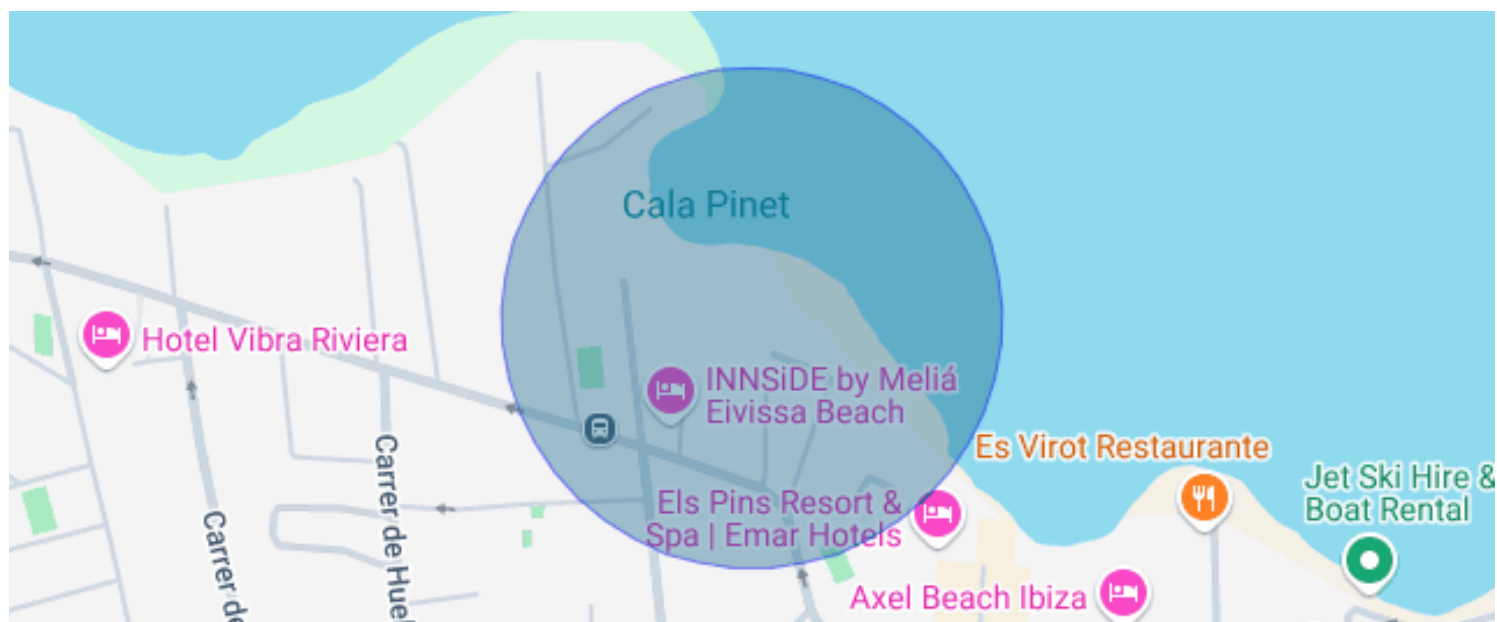 Cala Pinet
Hotel Vibra Riviera
INNSiDE by Meliá
Eivissa Beach
Es Virot Restaurante
Jet Ski Hire &
Boat Rental
Els Pins Resort &
Spa | Emar Hotels
Axel Beach Ibiza
Carrer de
Carrer de Huel